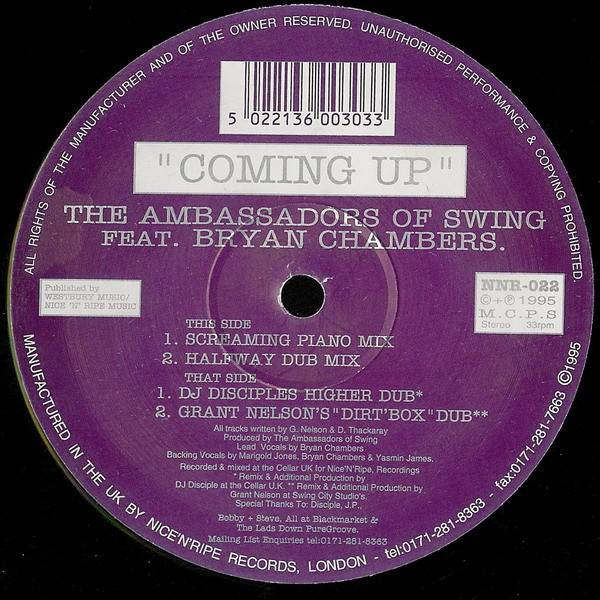 ALL RIGHTS OF THE MANUFACTURER AND OF THE OWNER RESERVED. UNAUTHORISED PERFORMANCE & COPYING PROHIBITED.
5 022136 003033
"COMING UP"
THE AMBASSADORS OF SWING
FEAT. BRYAN CHAMBERS.
Published by
WESTBURY MUSIC/
NICE 'N' RIPE MUSIC
NNR-022
©+℗ 1995
M.C.P.S
Stereo 33rpm
THIS SIDE
1. SCREAMING PIANO MIX
2. HALFWAY DUB MIX
THAT SIDE
1. DJ DISCIPLES HIGHER DUB*
2. GRANT NELSON'S "DIRT'BOX" DUB**
All tracks written by G. Nelson & D. Thackaray
Produced by The Ambassadors of Swing
Lead Vocals by Bryan Chambers
Backing Vocals by Marigold Jones, Bryan Chambers & Yasmin James.
Recorded & mixed at the Cellar UK for Nice'N'Ripe, Recordings
* Remix & Additional Production by
DJ Disciple at the Cellar U.K. ** Remix & Additional Production by
Grant Nelson at Swing City Studio's.
Special Thanks To: Disciple, J.P.,
Bobby + Steve, All at Blackmarket &
The Lads Down PureGroove.
Mailing List Enquiries tel:0171-281-8363
MANUFACTURED IN THE UK BY NICE'N'RIPE RECORDS, LONDON - tel:0171-281-8363 - fax:0171-281-7663 ©1995